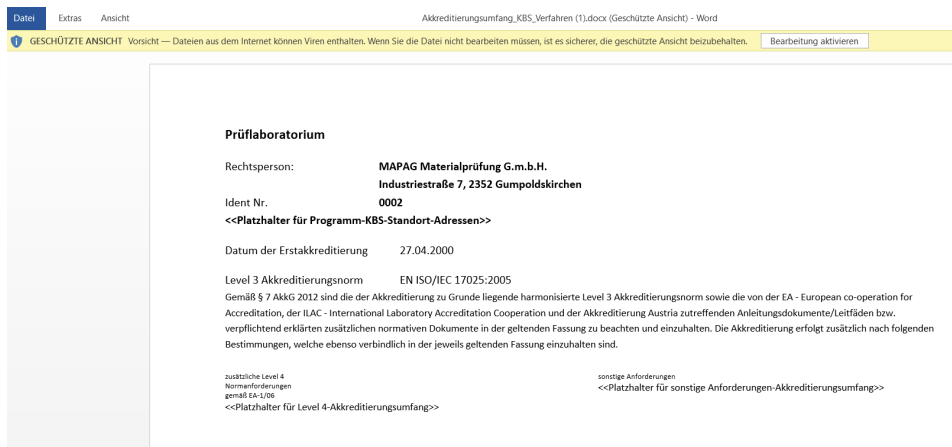 Datei Extras Ansicht Akkreditierungsumfang_KBS_Verfahren (1).docx (Geschützte Ansicht) - Word
GESCHÜTZTE ANSICHT Vorsicht — Dateien aus dem Internet können Viren enthalten. Wenn Sie die Datei nicht bearbeiten müssen, ist es sicherer, die geschützte Ansicht beizubehalten. Bearbeitung aktivieren
Prüflaboratorium
Rechtsperson: MAPAG Materialprüfung G.m.b.H.
Industriestraße 7, 2352 Gumpoldskirchen
Ident Nr. 0002
<<Platzhalter für Programm-KBS-Standort-Adressen>>
Datum der Erstakkreditierung 27.04.2000
Level 3 Akkreditierungsnorm EN ISO/IEC 17025:2005
Gemäß § 7 AkkG 2012 sind die der Akkreditierung zu Grunde liegende harmonisierte Level 3 Akkreditierungsnorm sowie die von der EA - European co-operation for
Accreditation, der ILAC - International Laboratory Accreditation Cooperation und der Akkreditierung Austria zutreffenden Anleitungsdokumente/Leitfäden bzw.
verpflichtend erklärten zusätzlichen normativen Dokumente in der geltenden Fassung zu beachten und einzuhalten. Die Akkreditierung erfolgt zusätzlich nach folgenden
Bestimmungen, welche ebenso verbindlich in der jeweils geltenden Fassung einzuhalten sind.
zusätzliche Level 4
Normanforderungen
gemäß EA-1/06
<<Platzhalter für Level 4-Akkreditierungsumfang>>
sonstige Anforderungen
<<Platzhalter für sonstige Anforderungen-Akkreditierungsumfang>>